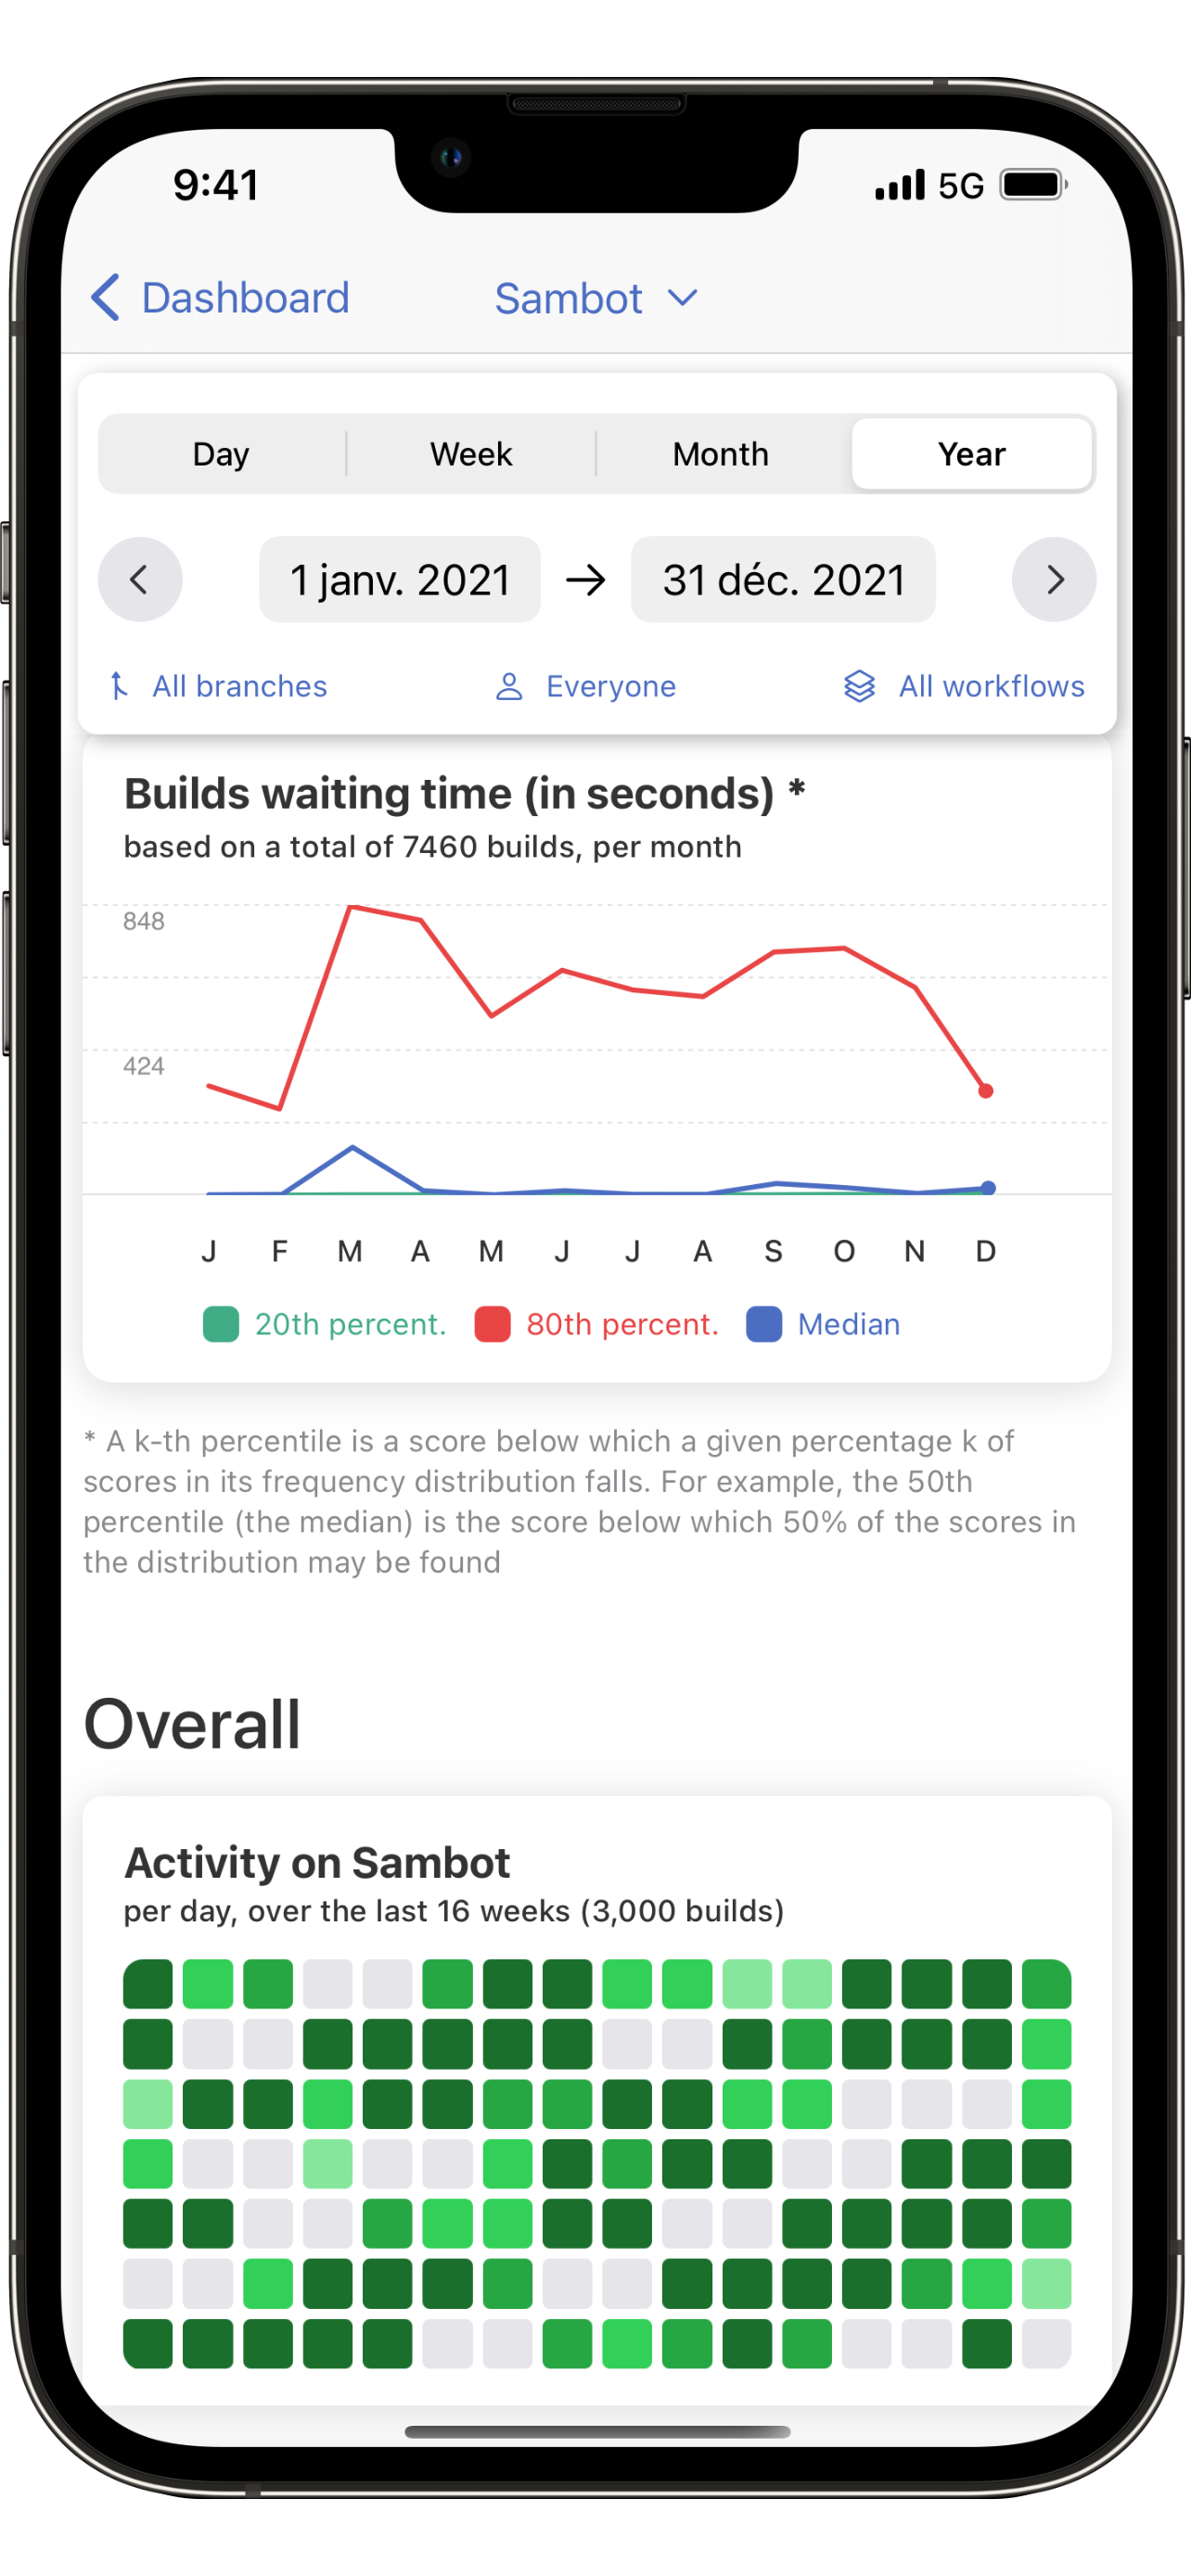 9:41
5G
Dashboard
Sambot
Day
Week
Month
Year
1 janv. 2021
31 déc. 2021
All branches
Everyone
All workflows
Builds waiting time (in seconds) *
based on a total of 7460 builds, per month
848
424
J F M A M J J A S O N D
20th percent.
80th percent.
Median
* A k-th percentile is a score below which a given percentage k of
scores in its frequency distribution falls. For example, the 50th
percentile (the median) is the score below which 50% of the scores in
the distribution may be found
Overall
Activity on Sambot
per day, over the last 16 weeks (3,000 builds)